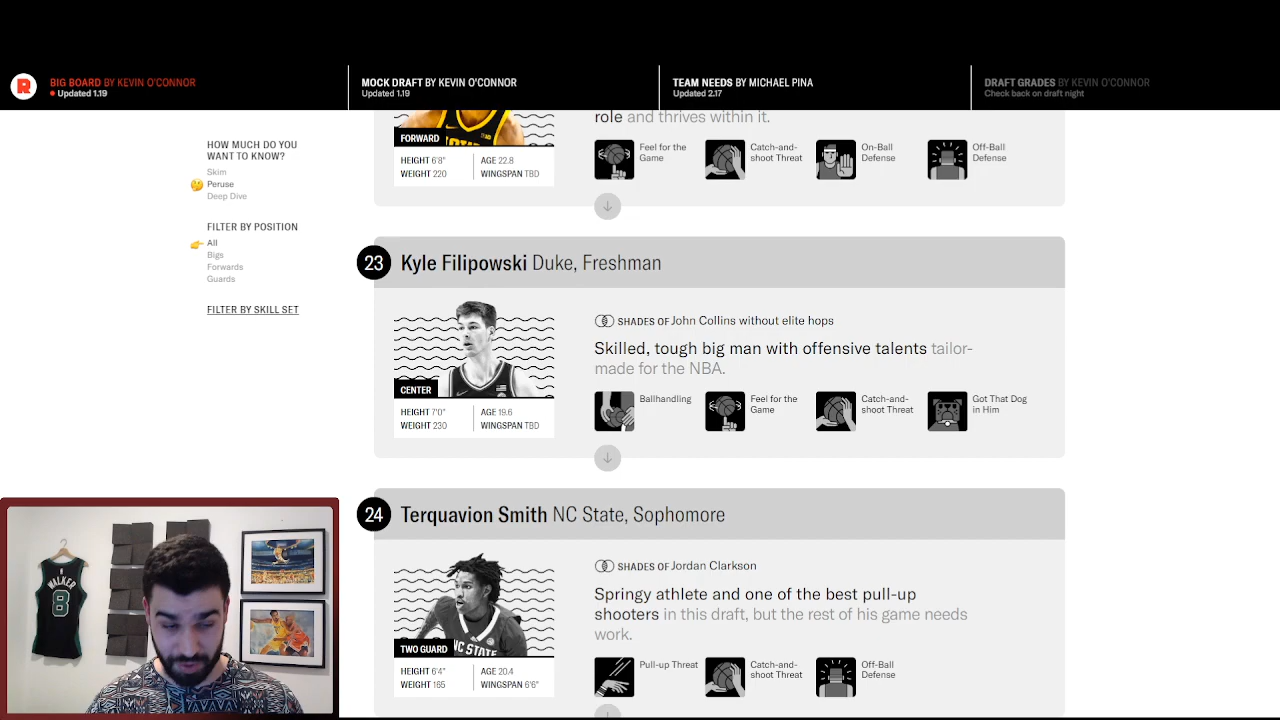 R
BIG BOARD BY KEVIN O'CONNOR
Updated 1.19
MOCK DRAFT BY KEVIN O'CONNOR
Updated 1.19
TEAM NEEDS BY MICHAEL PINA
Updated 2.17
DRAFT GRADES BY KEVIN O'CONNOR
Check back on draft night
HOW MUCH DO YOU
WANT TO KNOW?
Skim
Peruse
Deep Dive
FILTER BY POSITION
All
Bigs
Forwards
Guards
FILTER BY SKILL SET
FORWARD
HEIGHT 6'8"
WEIGHT 220
AGE 22.8
WINGSPAN TBD
role and thrives within it.
Feel for the
Game
Catch-and-
shoot Threat
On-Ball
Defense
Off-Ball
Defense
23
Kyle Filipowski Duke, Freshman
CENTER
HEIGHT 7'0"
WEIGHT 230
AGE 19.6
WINGSPAN TBD
SHADES OF John Collins without elite hops
Skilled, tough big man with offensive talents tailor-
made for the NBA.
Ballhandling
Feel for the
Game
Catch-and-
shoot Threat
Got That Dog
in Him
24
Terquavion Smith NC State, Sophomore
NC STATE
TWO GUARD
HEIGHT 6'4"
WEIGHT 165
AGE 20.4
WINGSPAN 6'6"
SHADES OF Jordan Clarkson
Springy athlete and one of the best pull-up
shooters in this draft, but the rest of his game needs
work.
Pull-up Threat
Catch-and-
shoot Threat
Off-Ball
Defense
WALKER
8